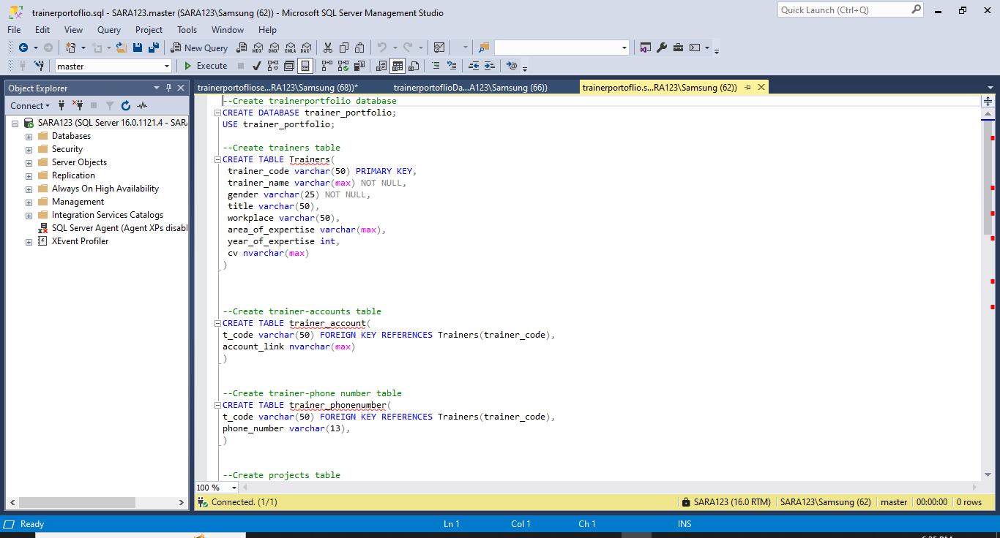 trainerportoflio.sql - SARA123.master (SARA123\Samsung (62)) - Microsoft SQL Server Management Studio
Quick Launch (Ctrl+Q)
File Edit View Query Project Tools Window Help
New Query MDX DMX XMLA DAX
master Execute
Object Explorer
trainerportofliose...RA123\Samsung (68))* trainerportoflioDa...A123\Samsung (66)) trainerportoflio.s...RA123\Samsung (62))
Connect
SARA123 (SQL Server 16.0.1121.4 - SARA
Databases
Security
Server Objects
Replication
Always On High Availability
Management
Integration Services Catalogs
SQL Server Agent (Agent XPs disabl
XEvent Profiler
--Create trainerportfolio database
CREATE DATABASE trainer_portfolio;
USE trainer_portfolio;
--Create trainers table
CREATE TABLE Trainers(
trainer_code varchar(50) PRIMARY KEY,
trainer_name varchar(max) NOT NULL,
gender varchar(25) NOT NULL,
title varchar(50),
workplace varchar(50),
area_of_expertise varchar(max),
year_of_expertise int,
cv nvarchar(max)
)
--Create trainer-accounts table
CREATE TABLE trainer_account(
t_code varchar(50) FOREIGN KEY REFERENCES Trainers(trainer_code),
account_link nvarchar(max)
)
--Create trainer-phone number table
CREATE TABLE trainer_phonenumber(
t_code varchar(50) FOREIGN KEY REFERENCES Trainers(trainer_code),
phone_number varchar(13),
)
--Create projects table
100 %
Connected. (1/1) SARA123 (16.0 RTM) SARA123\Samsung (62) master 00:00:00 0 rows
Ready Ln 1 Col 1 Ch 1 INS